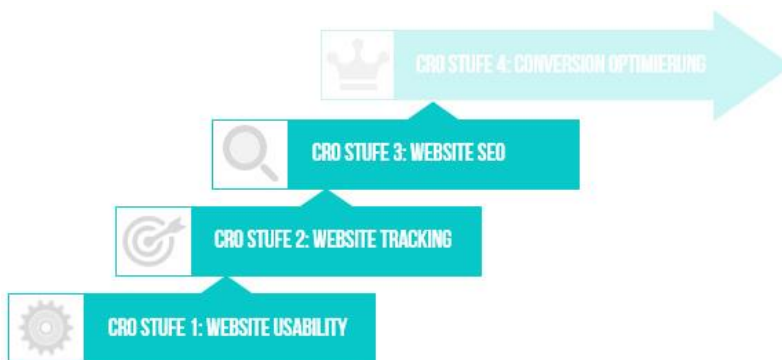 CRO STUFE 4: CONVERSION OPTIMIERUNG
CRO STUFE 3: WEBSITE SEO
CRO STUFE 2: WEBSITE TRACKING
CRO STUFE 1: WEBSITE USABILITY